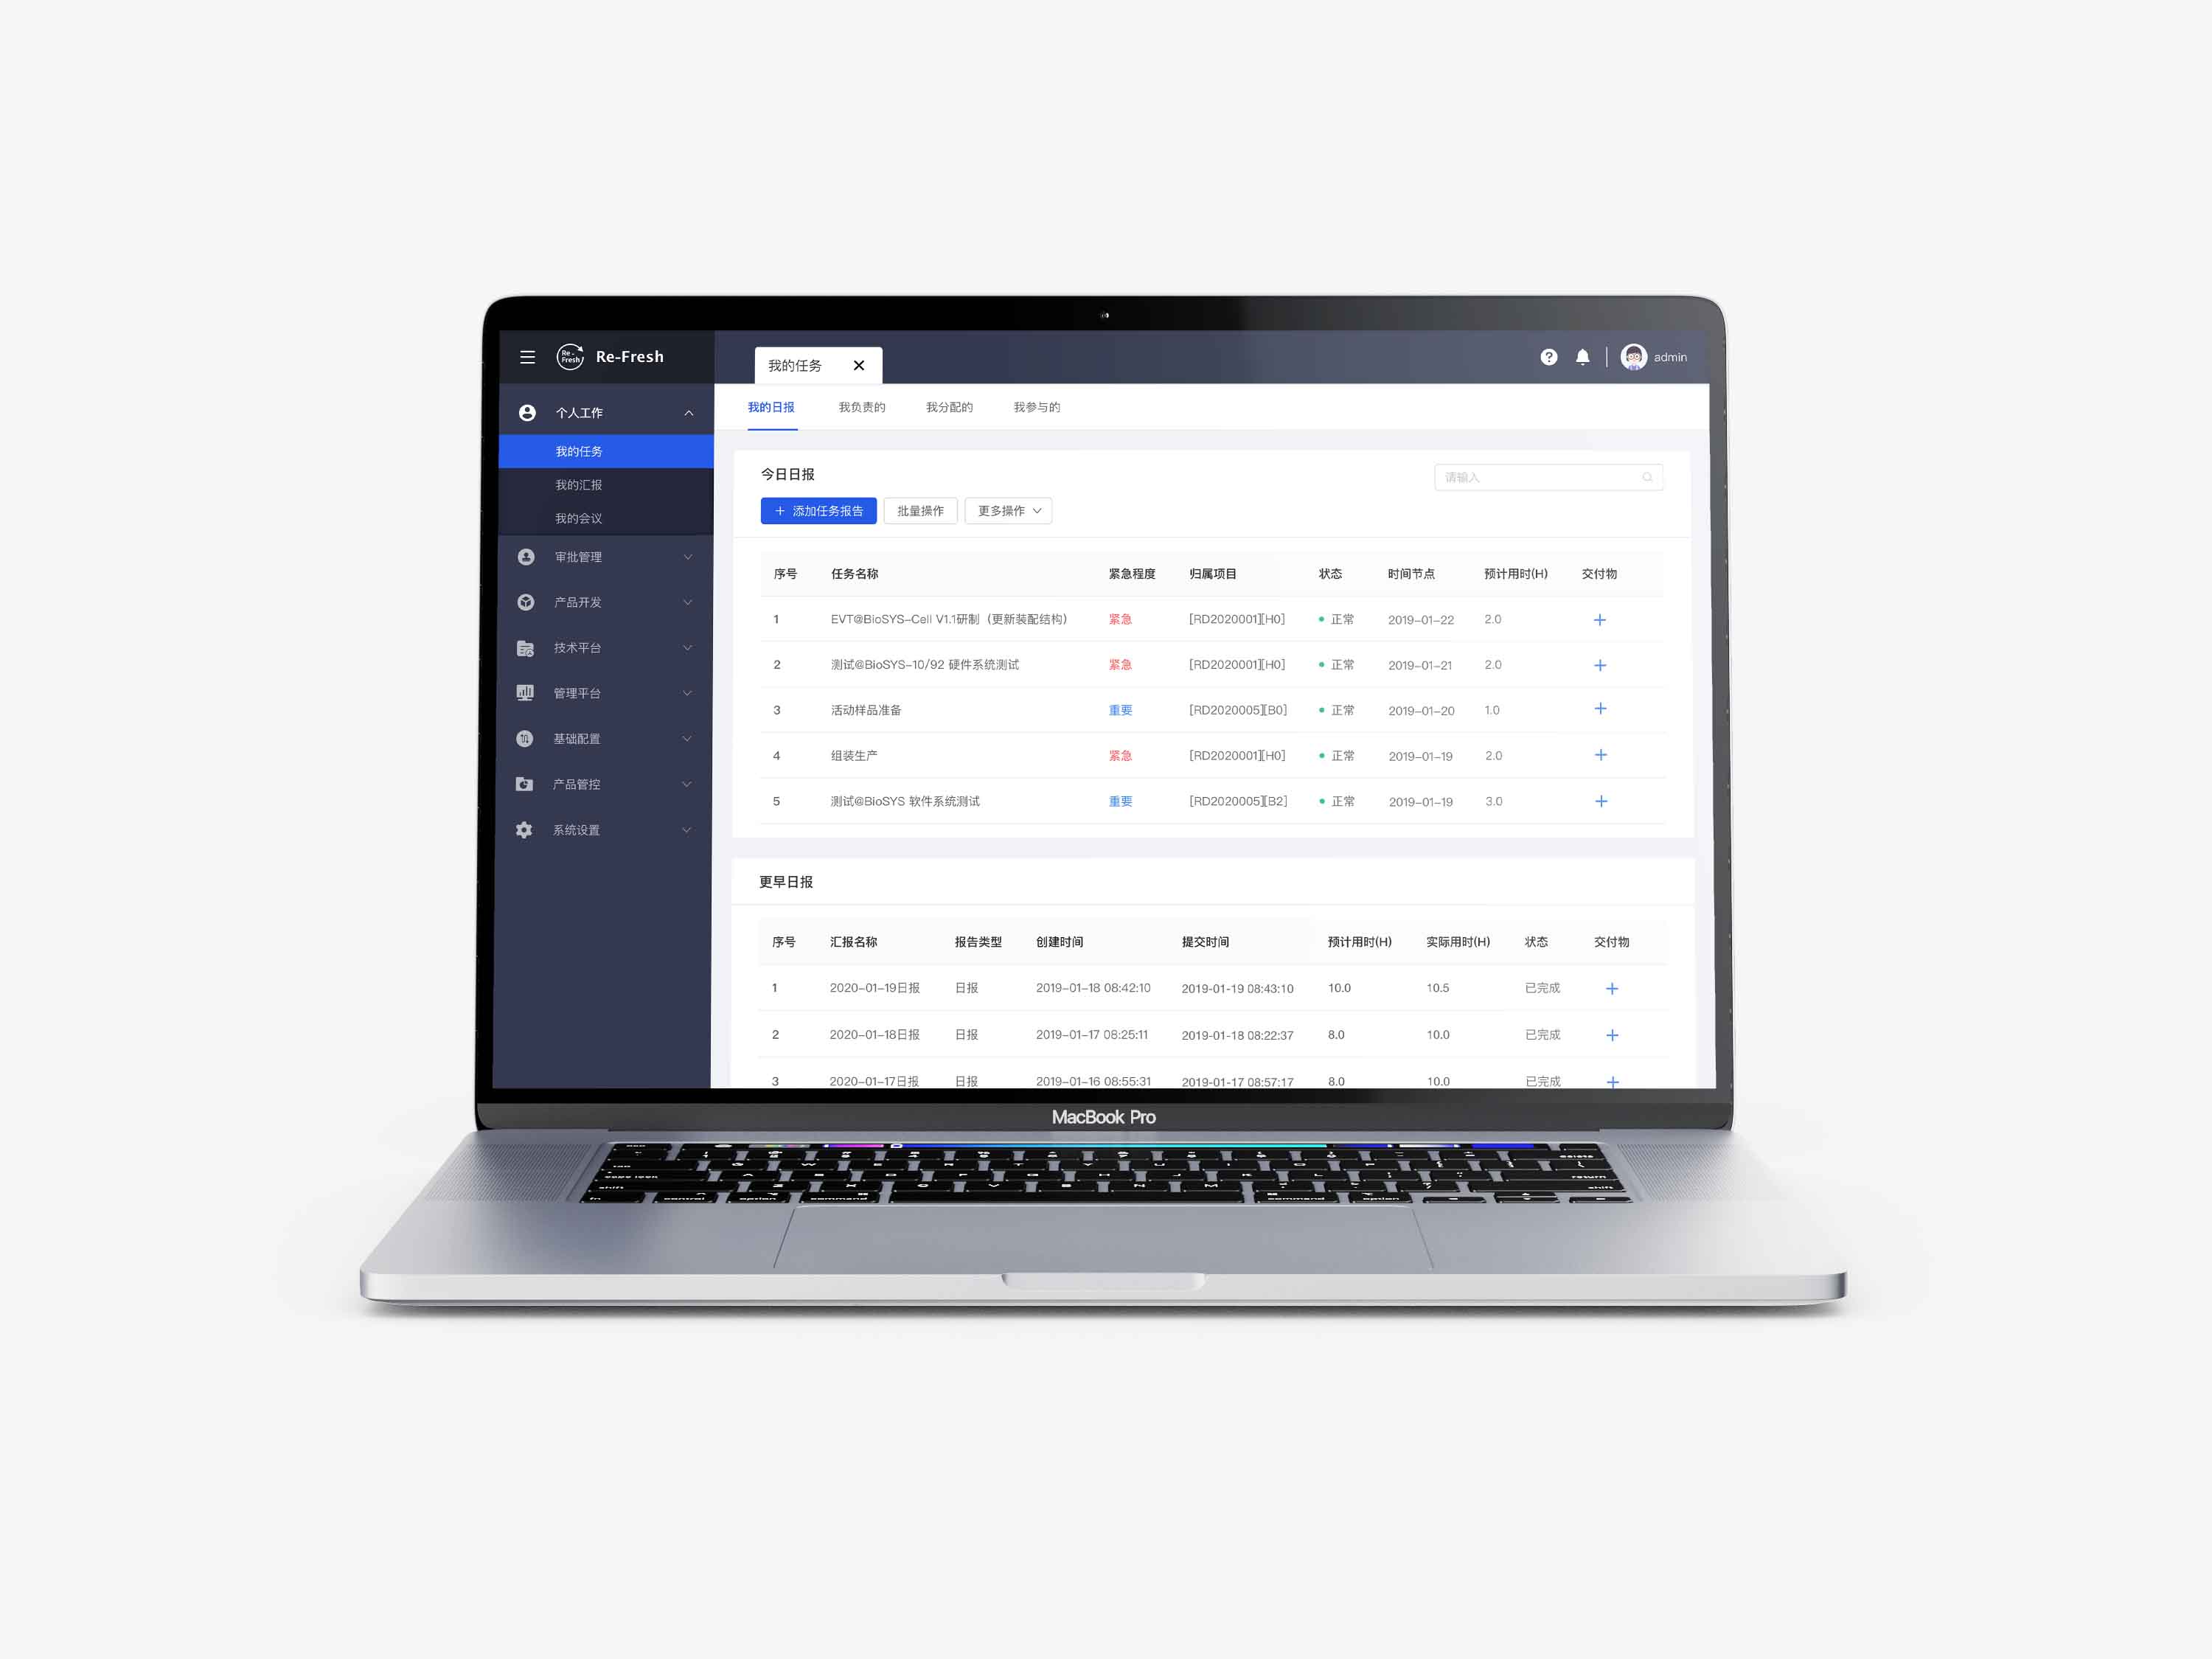 Re-Fresh Re-Fresh
我的任务
admin
个人工作
我的任务
我的汇报
我的会议
审批管理
产品开发
技术平台
管理平台
基础配置
产品管控
系统设置
我的日报 我负责的 我分配的 我参与的
今日日报
请输入
添加任务报告 批量操作 更多操作
序号 任务名称 紧急程度 归属项目 状态 时间节点 预计用时(H) 交付物
1 EVT@BioSYS-Cell V1.1研制（更新装配结构） 紧急 [RD2020001][H0] 正常 2019-01-22 2.0
2 测试@BioSYS-10/92 硬件系统测试 紧急 [RD2020001][H0] 正常 2019-01-21 2.0
3 活动样品准备 重要 [RD2020005][B0] 正常 2019-01-20 1.0
4 组装生产 紧急 [RD2020001][H0] 正常 2019-01-19 2.0
5 测试@BioSYS 软件系统测试 重要 [RD2020005][B2] 正常 2019-01-19 3.0
更早日报
序号 汇报名称 报告类型 创建时间 提交时间 预计用时(H) 实际用时(H) 状态 交付物
1 2020-01-19日报 日报 2019-01-18 08:42:10 2019-01-19 08:43:10 10.0 10.5 已完成
2 2020-01-18日报 日报 2019-01-17 08:25:11 2019-01-18 08:22:37 8.0 10.0 已完成
3 2020-01-17日报 日报 2019-01-16 08:55:31 2019-01-17 08:57:17 8.0 10.0 已完成
MacBook Pro
delete
return
shift shift
fn control option command command option